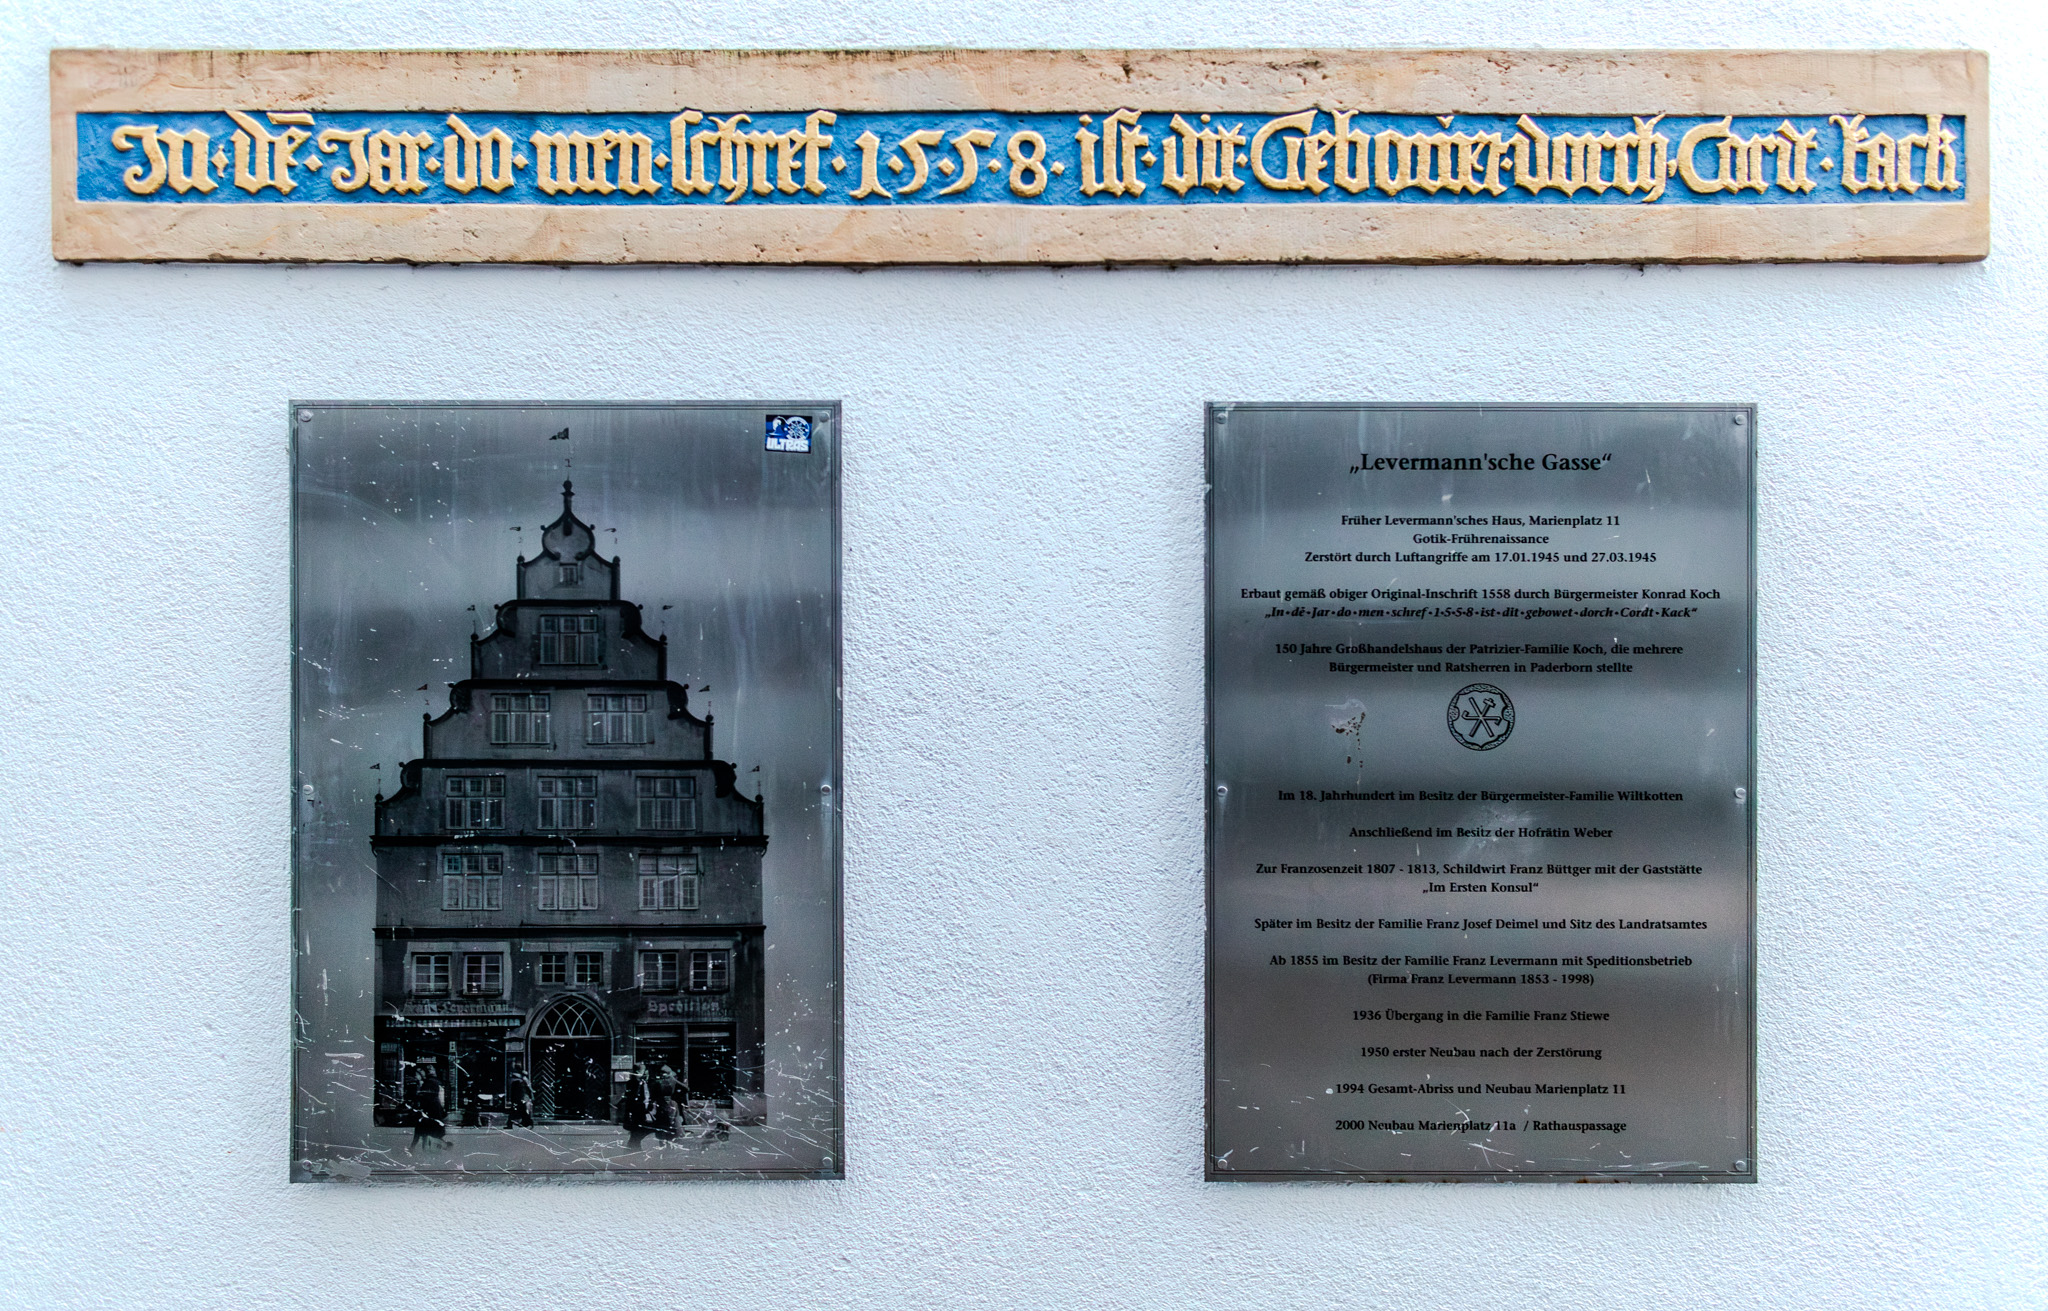 In · dē · Jar · do · men · schref · 1 · 5 · 5 · 8 · ist · dit · Gebowet · dorch · Cordt · kack
ULTRAS
Franz Levermann
Spedition
„Levermann'sche Gasse“
Früher Levermann'sches Haus, Marienplatz 11
Gotik-Frührenaissance
Zerstört durch Luftangriffe am 17.01.1945 und 27.03.1945
Erbaut gemäß obiger Original-Inschrift 1558 durch Bürgermeister Konrad Koch
„In · dē · Jar · do · men · schref · 1·5·5·8 · ist · dit · gebowet · dorch · Cordt · Kack“
150 Jahre Großhandelshaus der Patrizier-Familie Koch, die mehrere
Bürgermeister und Ratsherren in Paderborn stellte
Im 18. Jahrhundert im Besitz der Bürgermeister-Familie Wiltkotten
Anschließend im Besitz der Hofrätin Weber
Zur Franzosenzeit 1807 - 1813, Schildwirt Franz Büttger mit der Gaststätte
„Im Ersten Konsul“
Später im Besitz der Familie Franz Josef Deimel und Sitz des Landratsamtes
Ab 1855 im Besitz der Familie Franz Levermann mit Speditionsbetrieb
(Firma Franz Levermann 1853 - 1998)
1936 Übergang in die Familie Franz Stiewe
1950 erster Neubau nach der Zerstörung
1994 Gesamt-Abriss und Neubau Marienplatz 11
2000 Neubau Marienplatz 11a / Rathauspassage